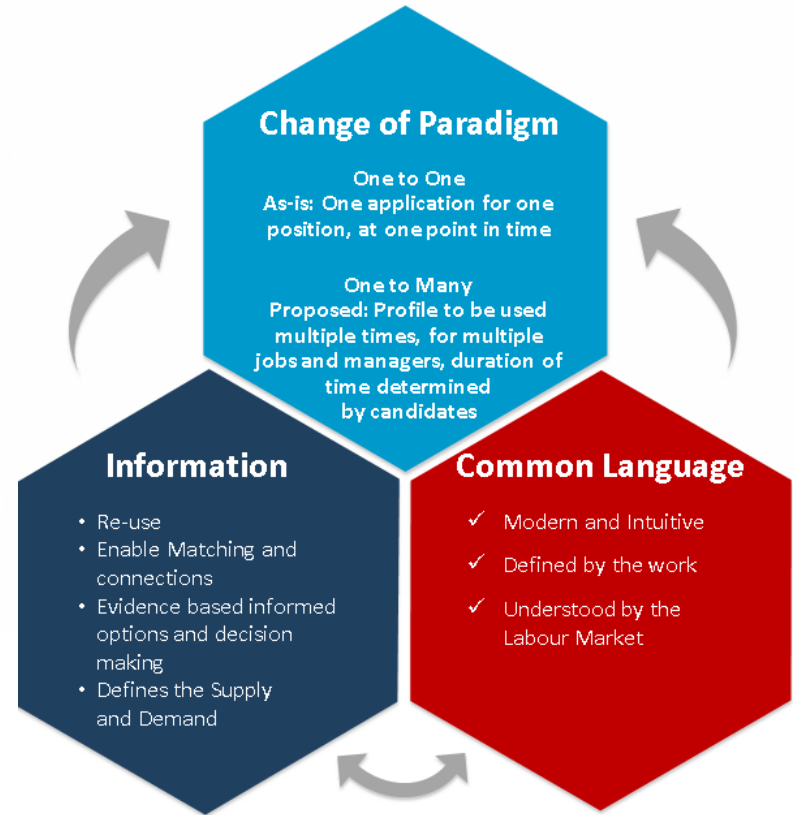 Change of Paradigm
One to One
As-is: One application for one
position, at one point in time
One to Many
Proposed: Profile to be used
multiple times, for multiple
jobs and managers, duration of
time determined
by candidates
Information
• Re-use
• Enable Matching and
connections
• Evidence based informed
options and decision
making
• Defines the Supply
and Demand
Common Language
✓ Modern and Intuitive
✓ Defined by the work
✓ Understood by the
Labour Market